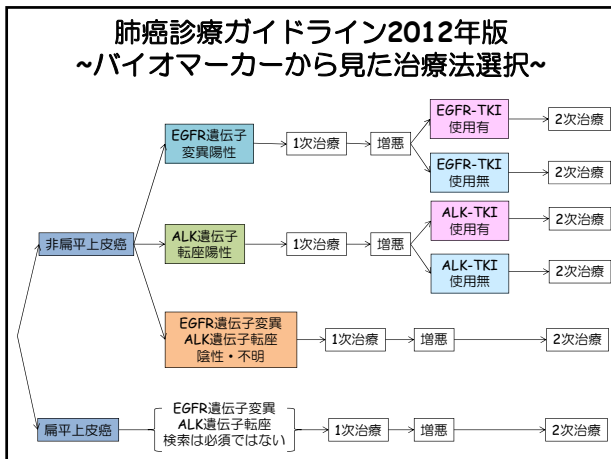 肺癌診療ガイドライン2012年版
~バイオマーカーから見た治療法選択~
EGFR遺伝子
変異陽性
1次治療
増悪
EGFR-TKI
使用有
2次治療
EGFR-TKI
使用無
2次治療
非扁平上皮癌
ALK遺伝子
転座陽性
1次治療
増悪
ALK-TKI
使用有
2次治療
ALK-TKI
使用無
2次治療
EGFR遺伝子変異
ALK遺伝子転座
陰性・不明
1次治療
増悪
2次治療
扁平上皮癌
EGFR遺伝子変異
ALK遺伝子転座
検索は必須ではない
1次治療
増悪
2次治療